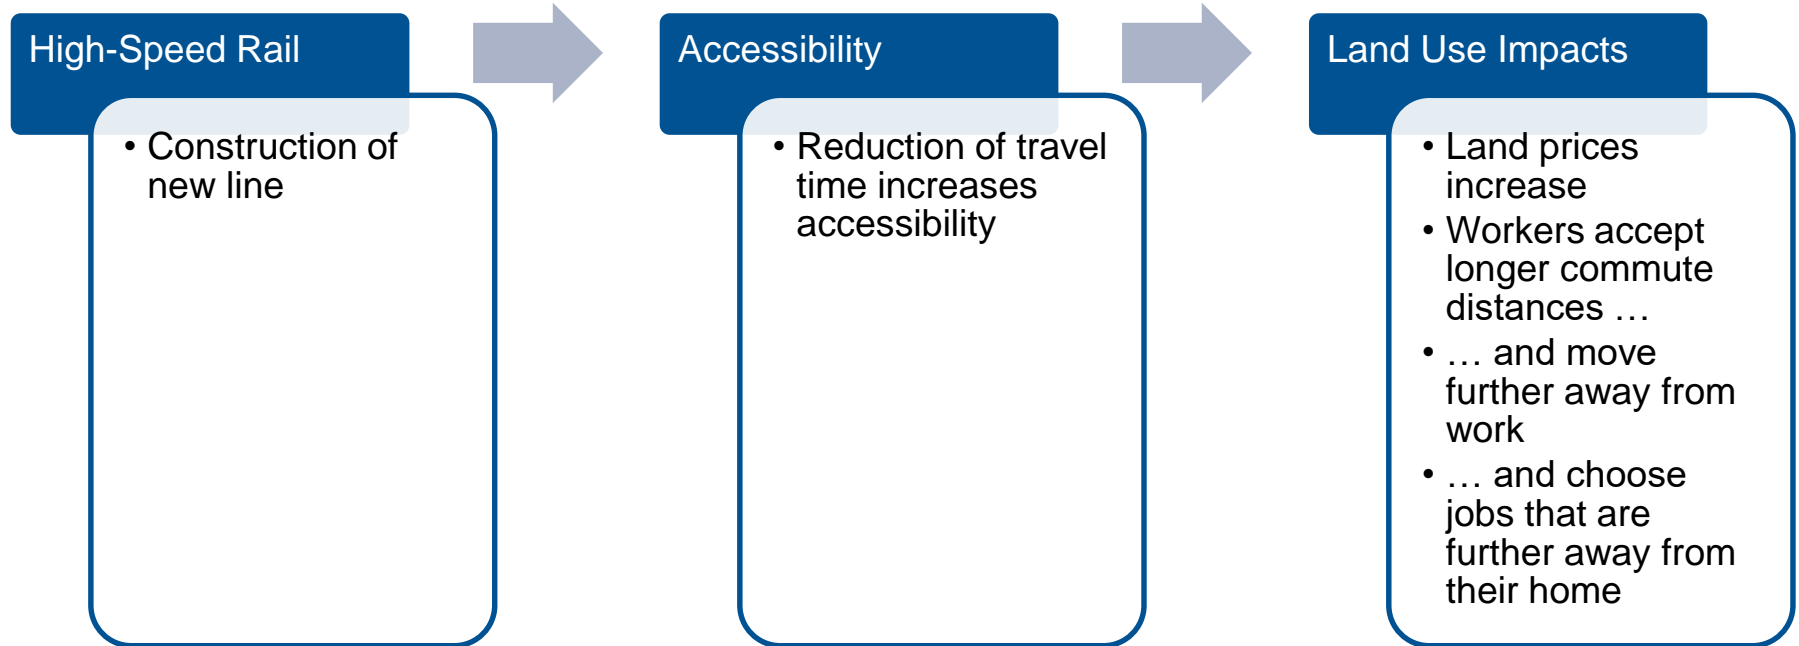 High-Speed Rail
• Construction of
new line
Accessibility
• Reduction of travel
time increases
accessibility
Land Use Impacts
• Land prices
increase
• Workers accept
longer commute
distances …
• … and move
further away from
work
• … and choose
jobs that are
further away from
their home